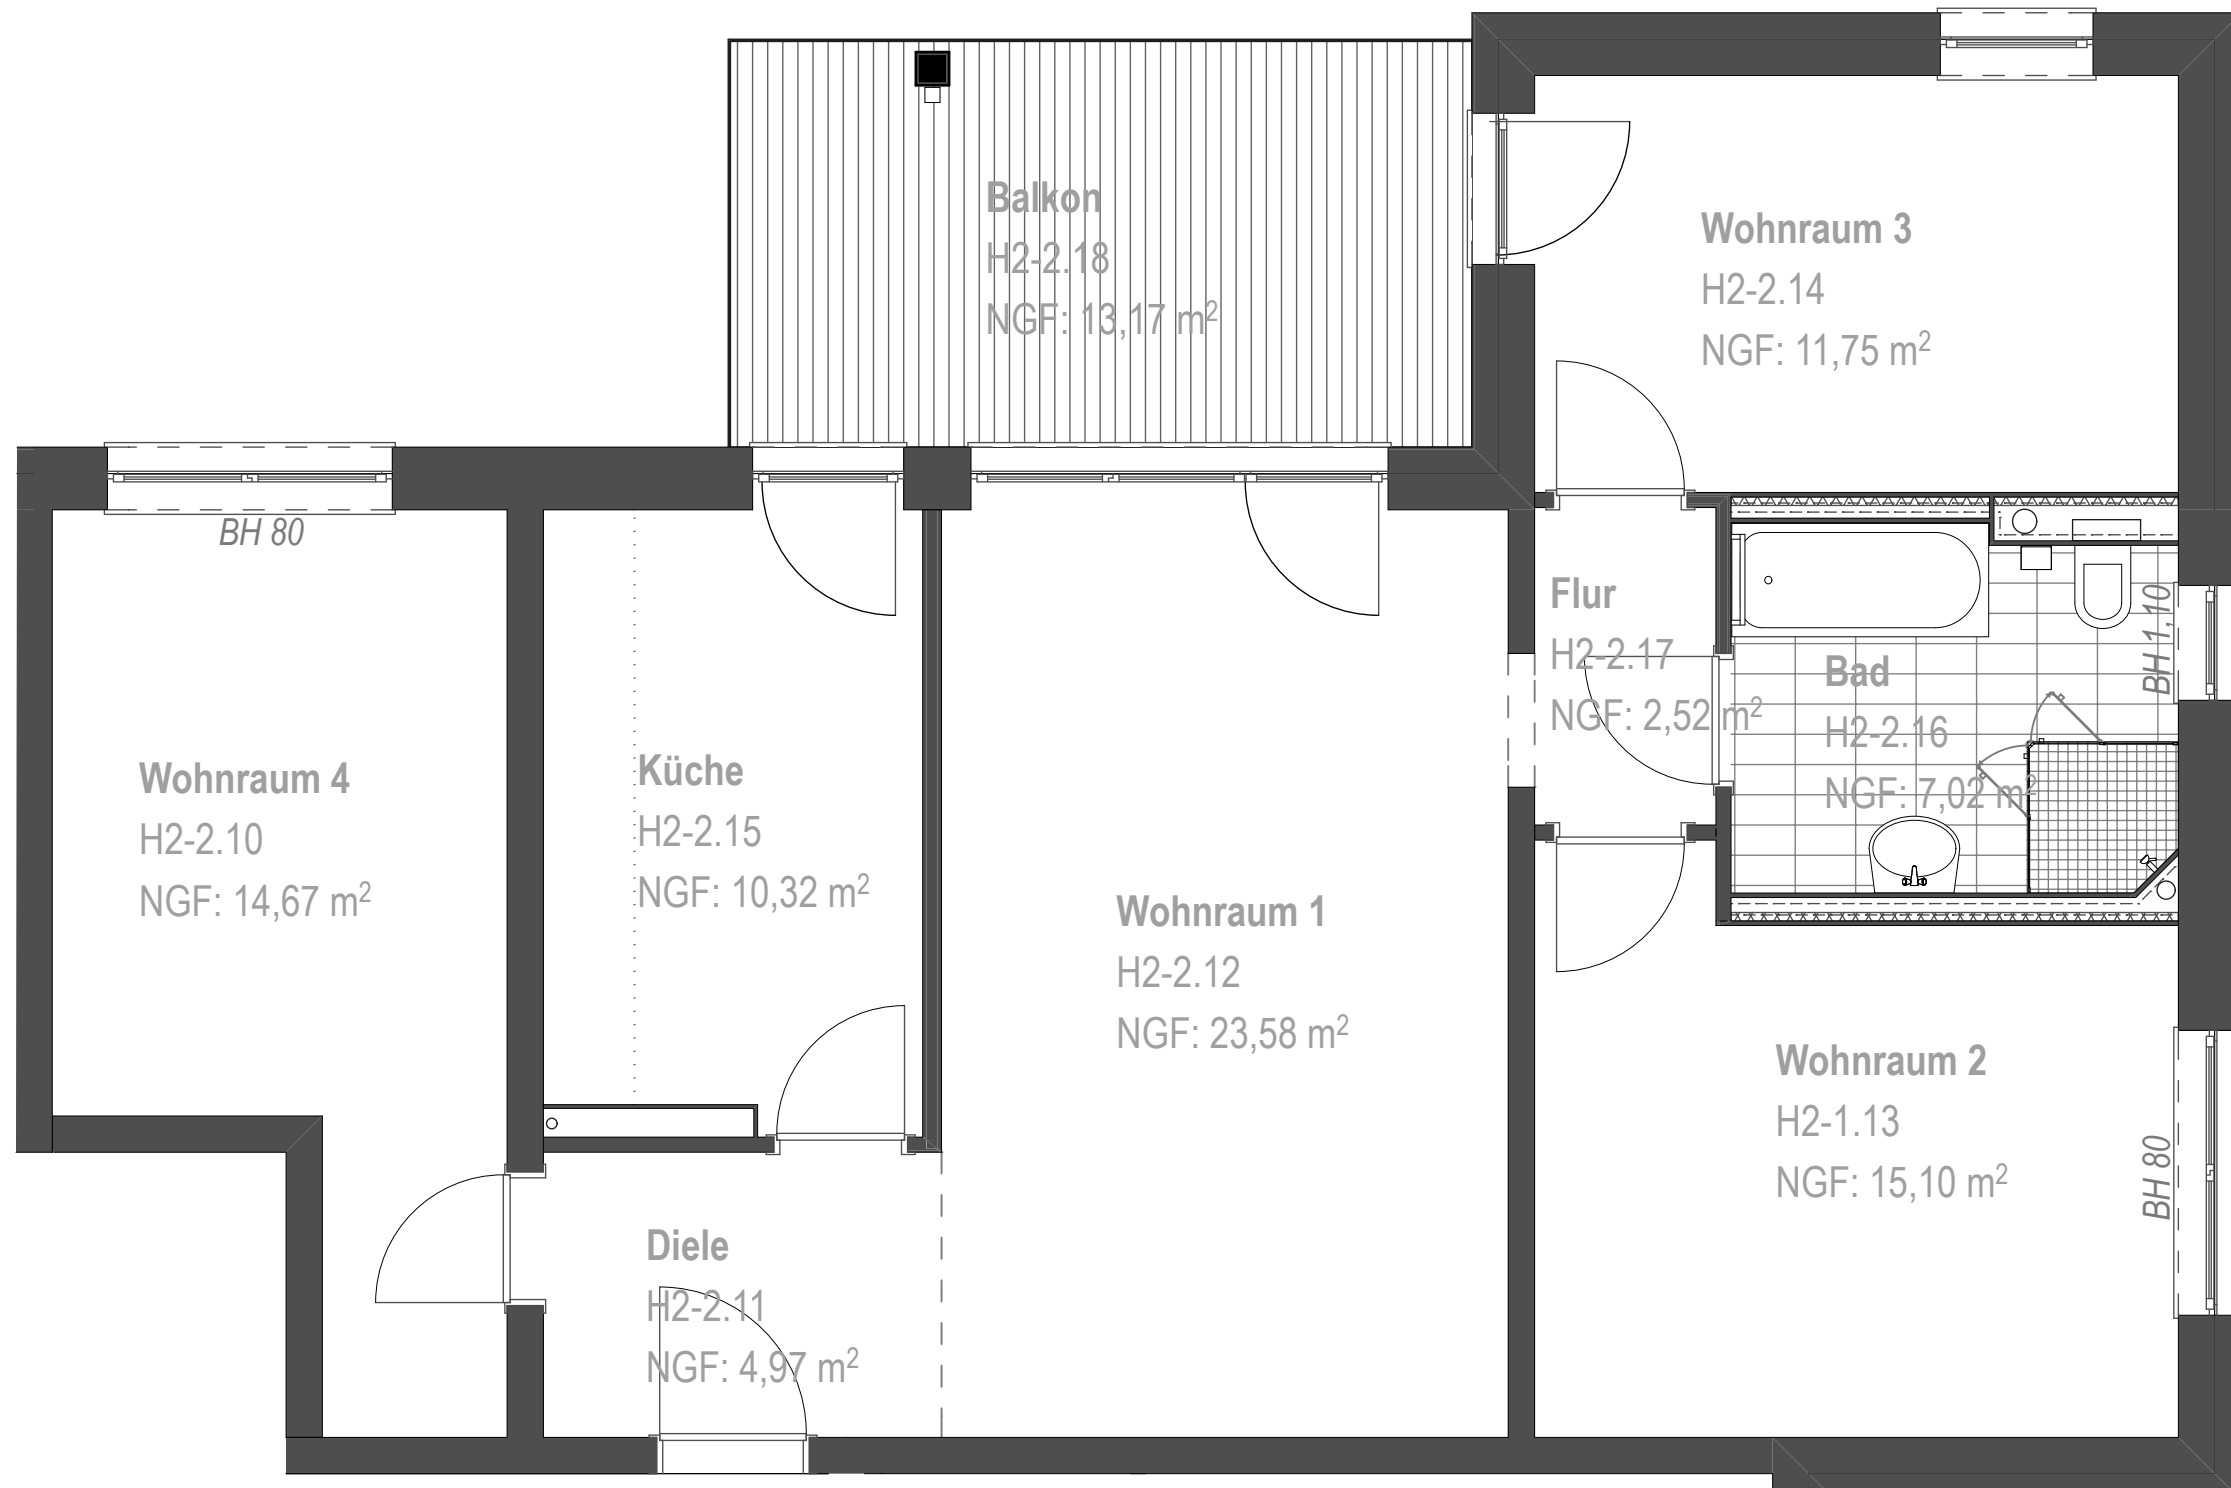 Balkon
H2-2.18
NGF: 13,17 m²
Wohnraum 3
H2-2.14
NGF: 11,75 m²
BH 80
Flur
H2-2.17
NGF: 2,52 m²
Bad
H2-2.16
NGF: 7,02 m²
BH 1,10
Wohnraum 4
H2-2.10
NGF: 14,67 m²
Küche
H2-2.15
NGF: 10,32 m²
Wohnraum 1
H2-2.12
NGF: 23,58 m²
Wohnraum 2
H2-1.13
NGF: 15,10 m²
BH 80
Diele
H2-2.11
NGF: 4,97 m²